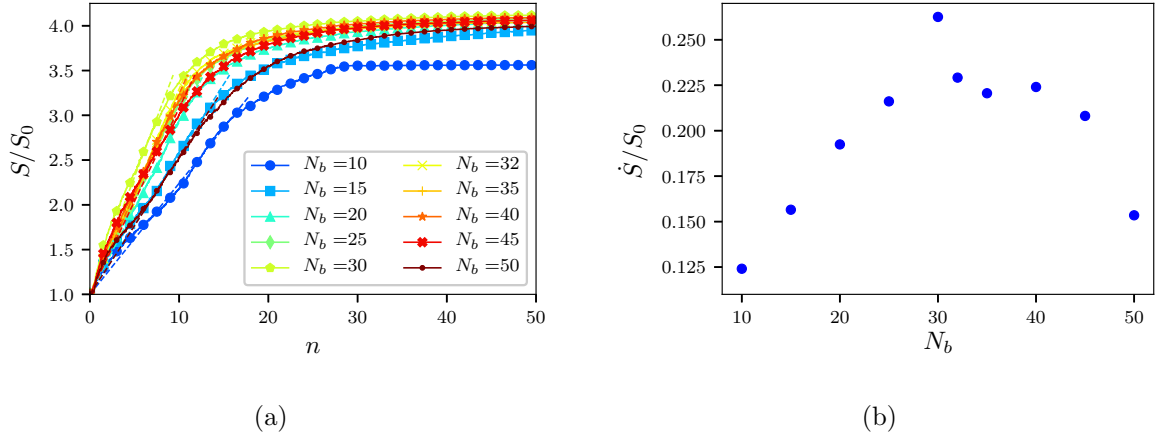 4.0
3.5
3.0
2.5
2.0
1.5
1.0
S/S₀
0 10 20 30 40 50
n
N_b =10 N_b =32
N_b =15 N_b =35
N_b =20 N_b =40
N_b =25 N_b =45
N_b =30 N_b =50
(a)
0.250
0.225
0.200
0.175
0.150
0.125
Ṡ/S₀
10 20 30 40 50
N_b
(b)